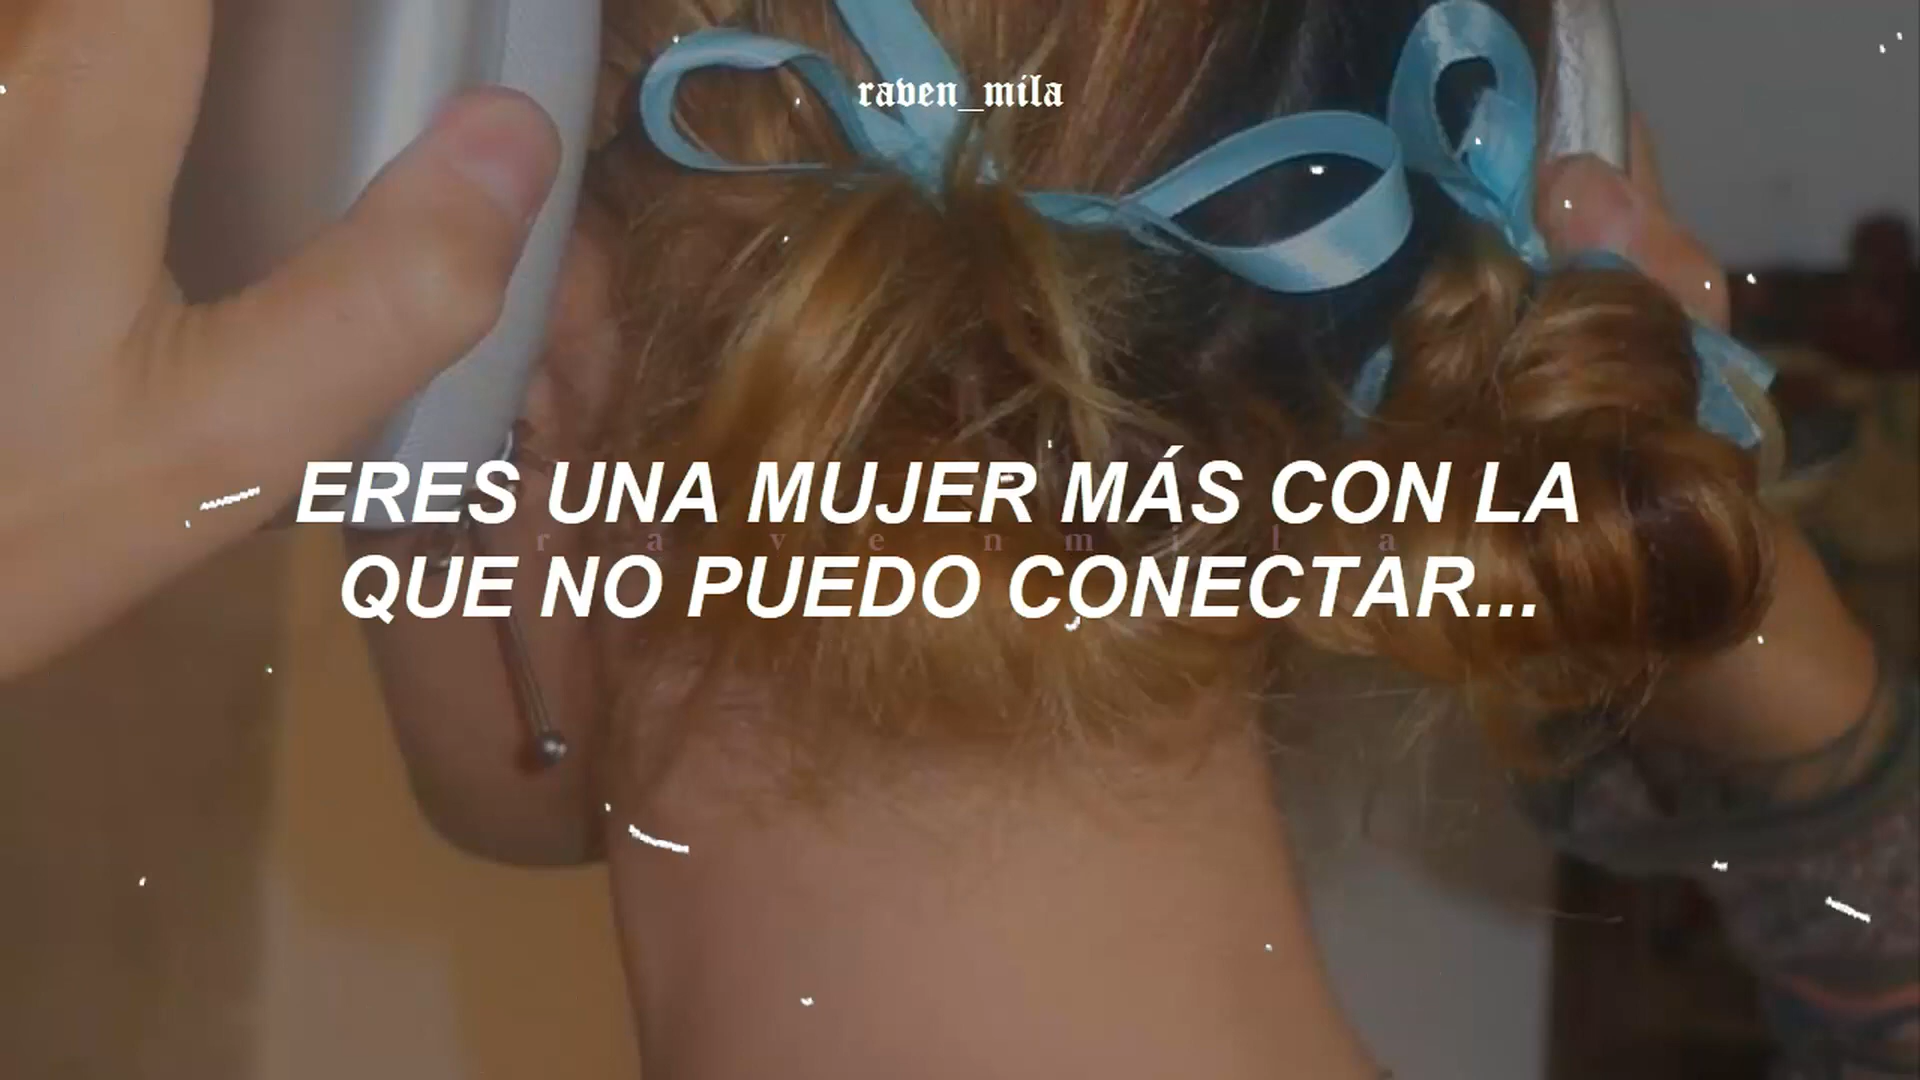 raven_mila
ERES UNA MUJER MÁS CON LA
r a v e n m i l a
QUE NO PUEDO CONECTAR...